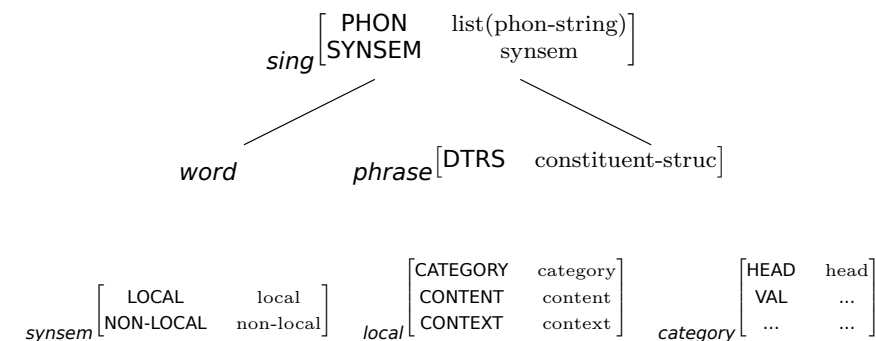 PHON list(phon-string)
sing SYNSEM synsem
word phrase [DTRS constituent-struc]
CATEGORY category HEAD head
LOCAL local CONTENT content VAL ...
synsem NON-LOCAL non-local local CONTEXT context category ... ...